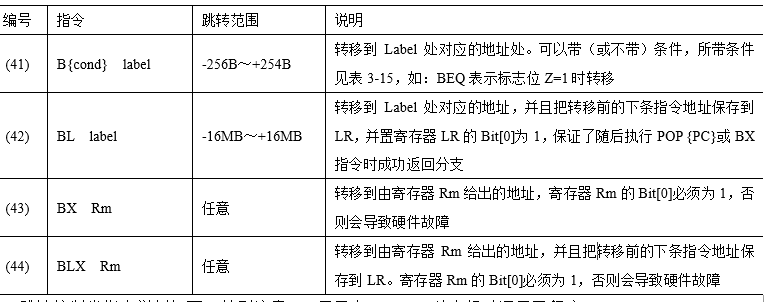 编号 指令 跳转范围 说明
(41) B{cond} label -256B～+254B 转移到 Label 处对应的地址处。可以带（或不带）条件，所带条件
见表 3-15，如：BEQ 表示标志位 Z=1 时转移
(42) BL label -16MB～+16MB 转移到 Label 处对应的地址，并且把转移前的下条指令地址保存到
LR，并置寄存器 LR 的 Bit[0]为 1，保证了随后执行 POP {PC}或 BX
指令时成功返回分支
(43) BX Rm 任意 转移到由寄存器 Rm 给出的地址，寄存器 Rm 的 Bit[0]必须为 1，否
则会导致硬件故障
(44) BLX Rm 任意 转移到由寄存器 Rm 给出的地址，并且把转移前的下条指令地址保
存到 LR。寄存器 Rm 的 Bit[0]必须为 1，否则会导致硬件故障